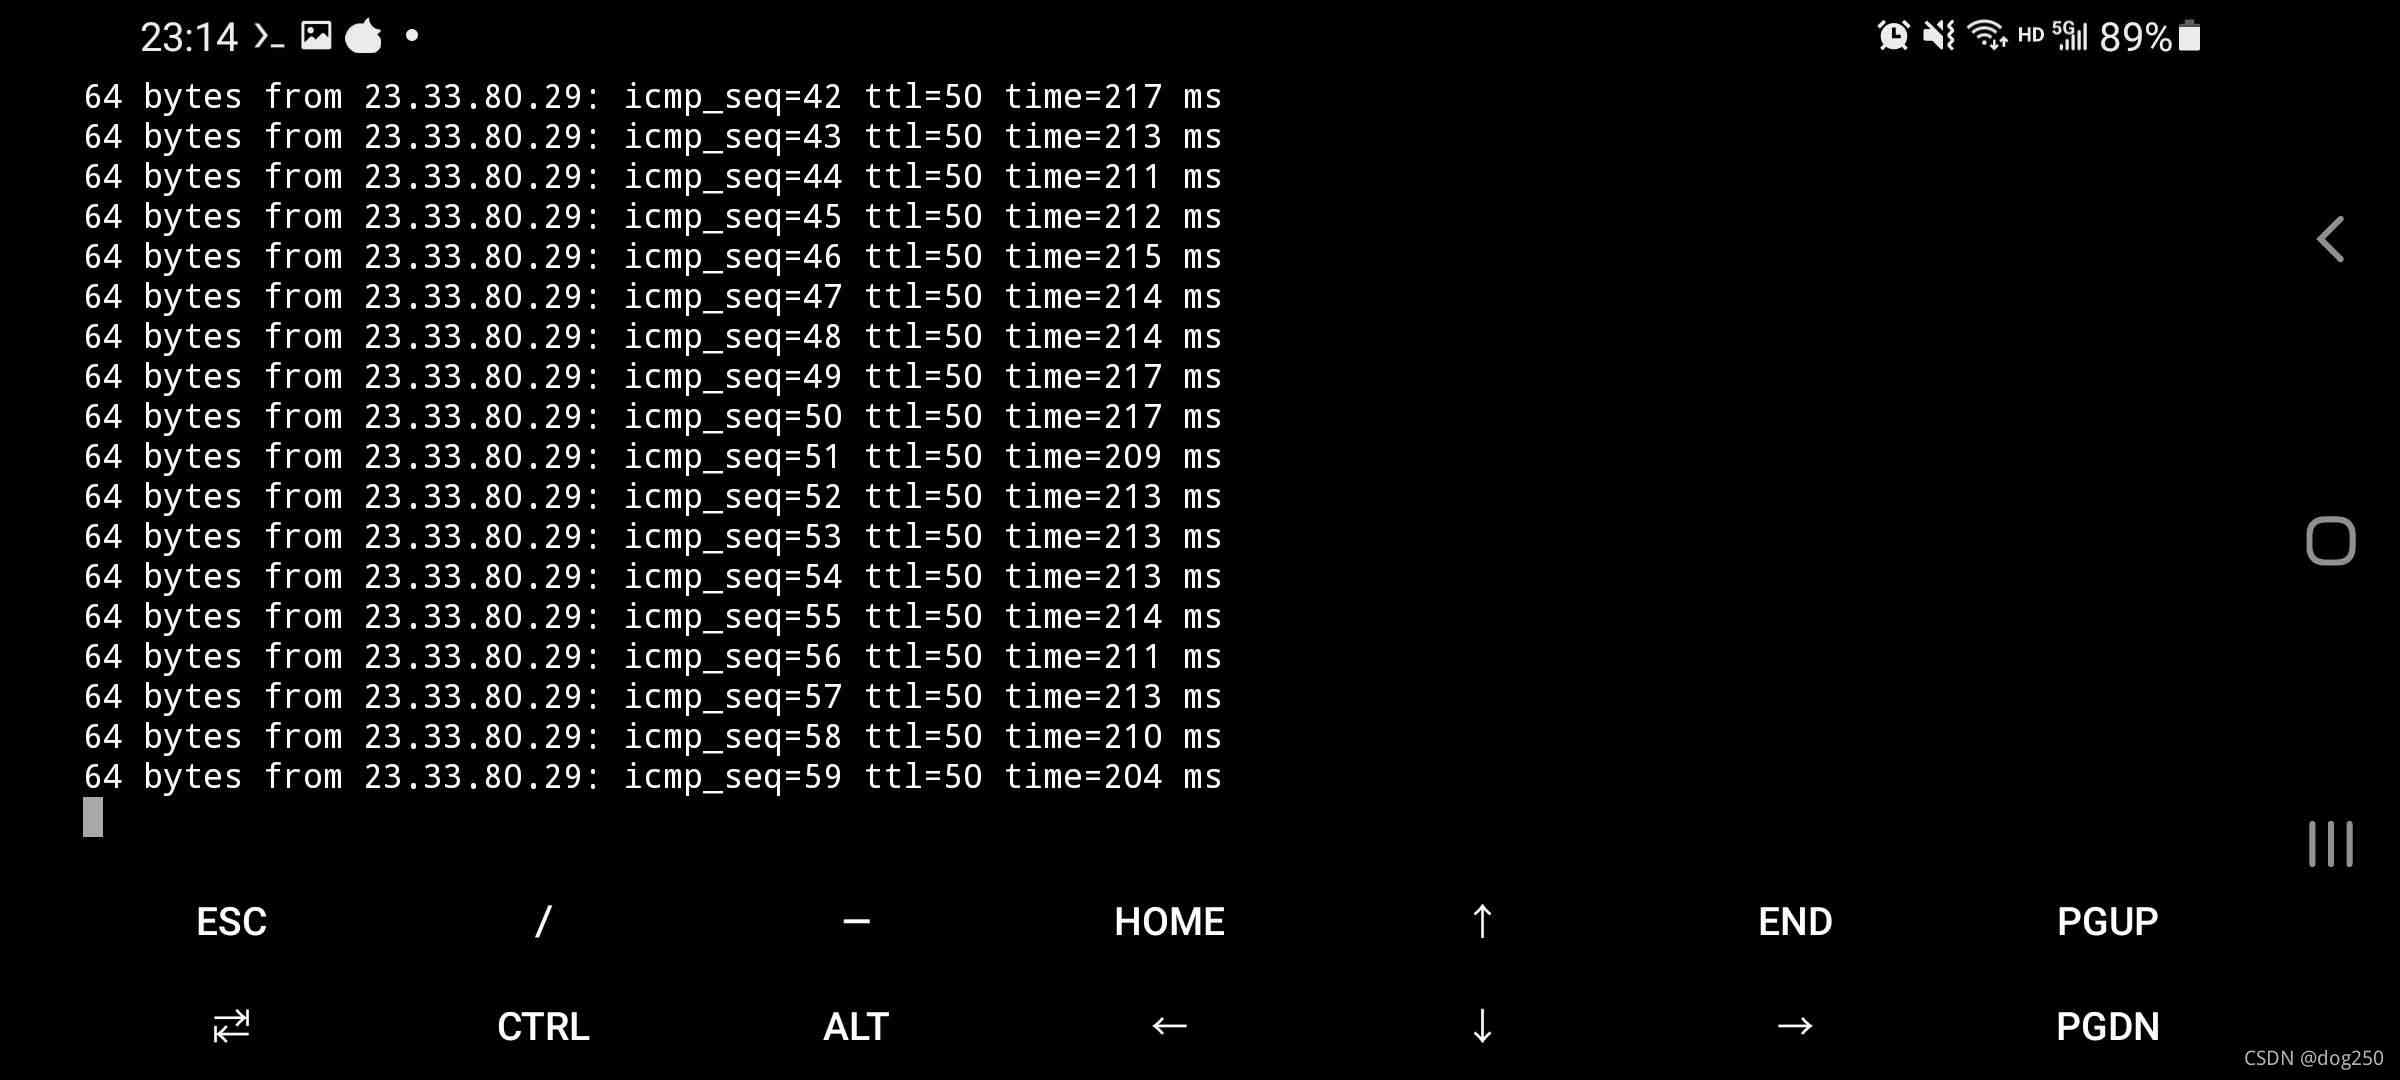 23:14 HD 5G 89%
64 bytes from 23.33.80.29: icmp_seq=42 ttl=50 time=217 ms
64 bytes from 23.33.80.29: icmp_seq=43 ttl=50 time=213 ms
64 bytes from 23.33.80.29: icmp_seq=44 ttl=50 time=211 ms
64 bytes from 23.33.80.29: icmp_seq=45 ttl=50 time=212 ms
64 bytes from 23.33.80.29: icmp_seq=46 ttl=50 time=215 ms
64 bytes from 23.33.80.29: icmp_seq=47 ttl=50 time=214 ms
64 bytes from 23.33.80.29: icmp_seq=48 ttl=50 time=214 ms
64 bytes from 23.33.80.29: icmp_seq=49 ttl=50 time=217 ms
64 bytes from 23.33.80.29: icmp_seq=50 ttl=50 time=217 ms
64 bytes from 23.33.80.29: icmp_seq=51 ttl=50 time=209 ms
64 bytes from 23.33.80.29: icmp_seq=52 ttl=50 time=213 ms
64 bytes from 23.33.80.29: icmp_seq=53 ttl=50 time=213 ms
64 bytes from 23.33.80.29: icmp_seq=54 ttl=50 time=213 ms
64 bytes from 23.33.80.29: icmp_seq=55 ttl=50 time=214 ms
64 bytes from 23.33.80.29: icmp_seq=56 ttl=50 time=211 ms
64 bytes from 23.33.80.29: icmp_seq=57 ttl=50 time=213 ms
64 bytes from 23.33.80.29: icmp_seq=58 ttl=50 time=210 ms
64 bytes from 23.33.80.29: icmp_seq=59 ttl=50 time=204 ms
ESC / — HOME ↑ END PGUP
⇄ CTRL ALT ← ↓ → PGDN
CSDN @dog250